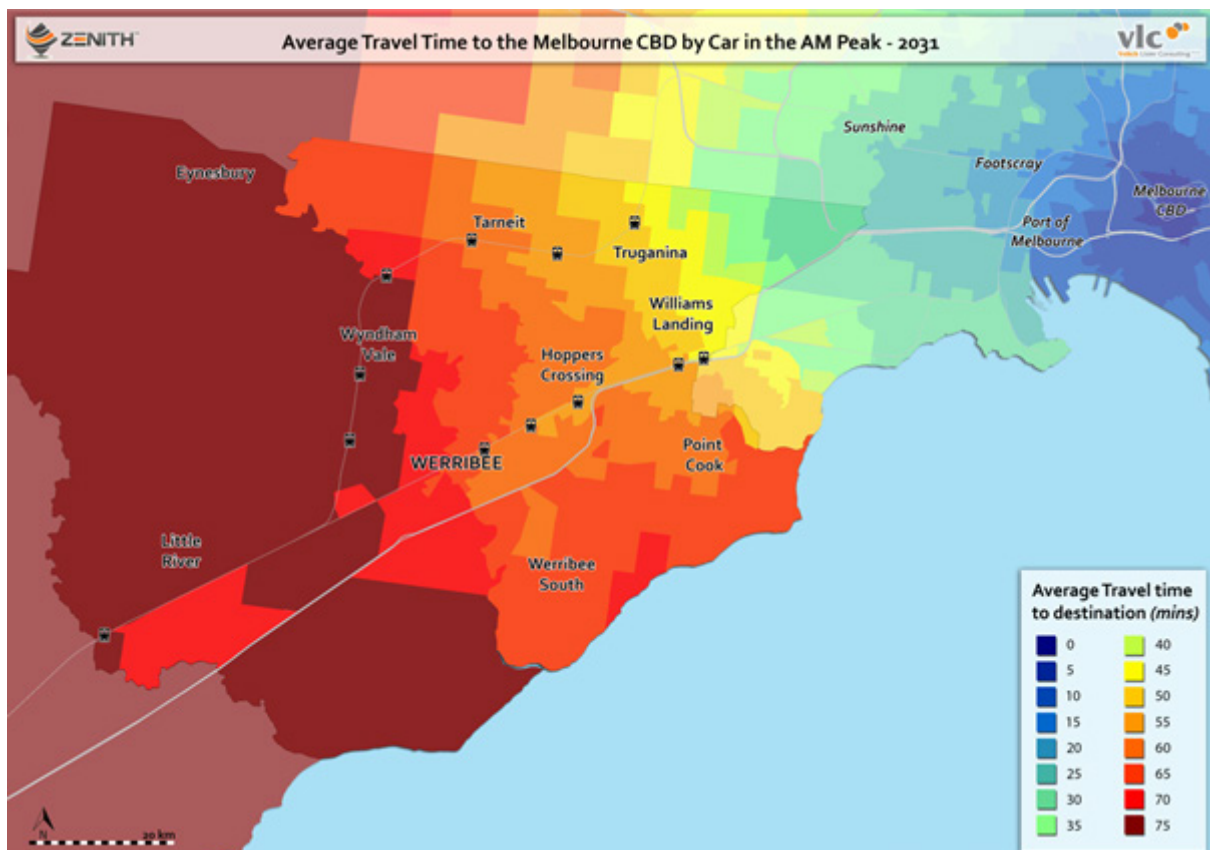 ZENITH
Average Travel Time to the Melbourne CBD by Car in the AM Peak - 2031
vlc
Eynesbury
Sunshine
Footscray
Melbourne
CBD
Port of
Melbourne
Tarneit
Truganina
Williams
Landing
Wyndham
Vale
Hoppers
Crossing
WERRIBEE
Point
Cook
Little
River
Werribee
South
Average Travel time
to destination (mins)
0 40
5 45
10 50
15 55
20 60
25 65
30 70
35 75
N
20 km